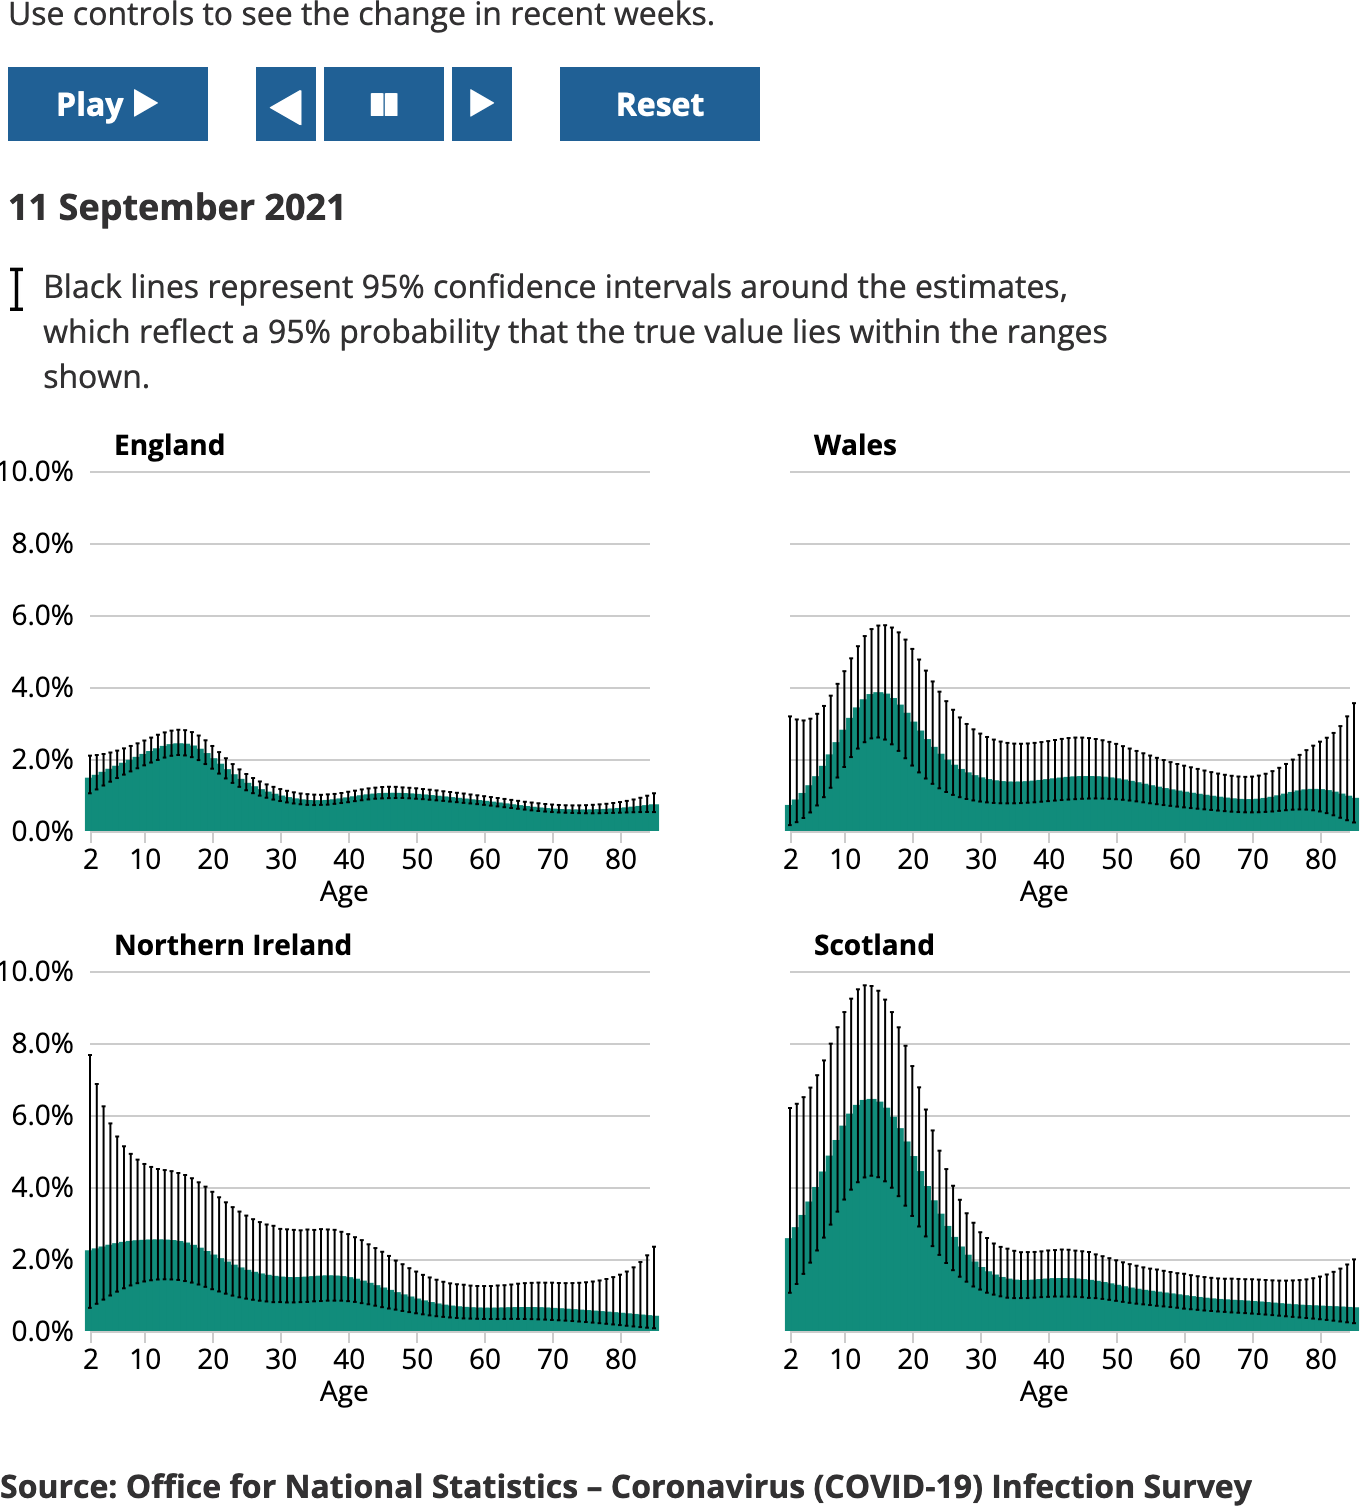 Use controls to see the change in recent weeks.
Play
Reset
11 September 2021
Black lines represent 95% confidence intervals around the estimates,
which reflect a 95% probability that the true value lies within the ranges
shown.
England
Wales
10.0%
8.0%
6.0%
4.0%
2.0%
0.0%
2 10 20 30 40 50 60 70 80
2 10 20 30 40 50 60 70 80
Age
Age
Northern Ireland
Scotland
10.0%
8.0%
6.0%
4.0%
2.0%
0.0%
2 10 20 30 40 50 60 70 80
2 10 20 30 40 50 60 70 80
Age
Age
Source: Office for National Statistics – Coronavirus (COVID-19) Infection Survey